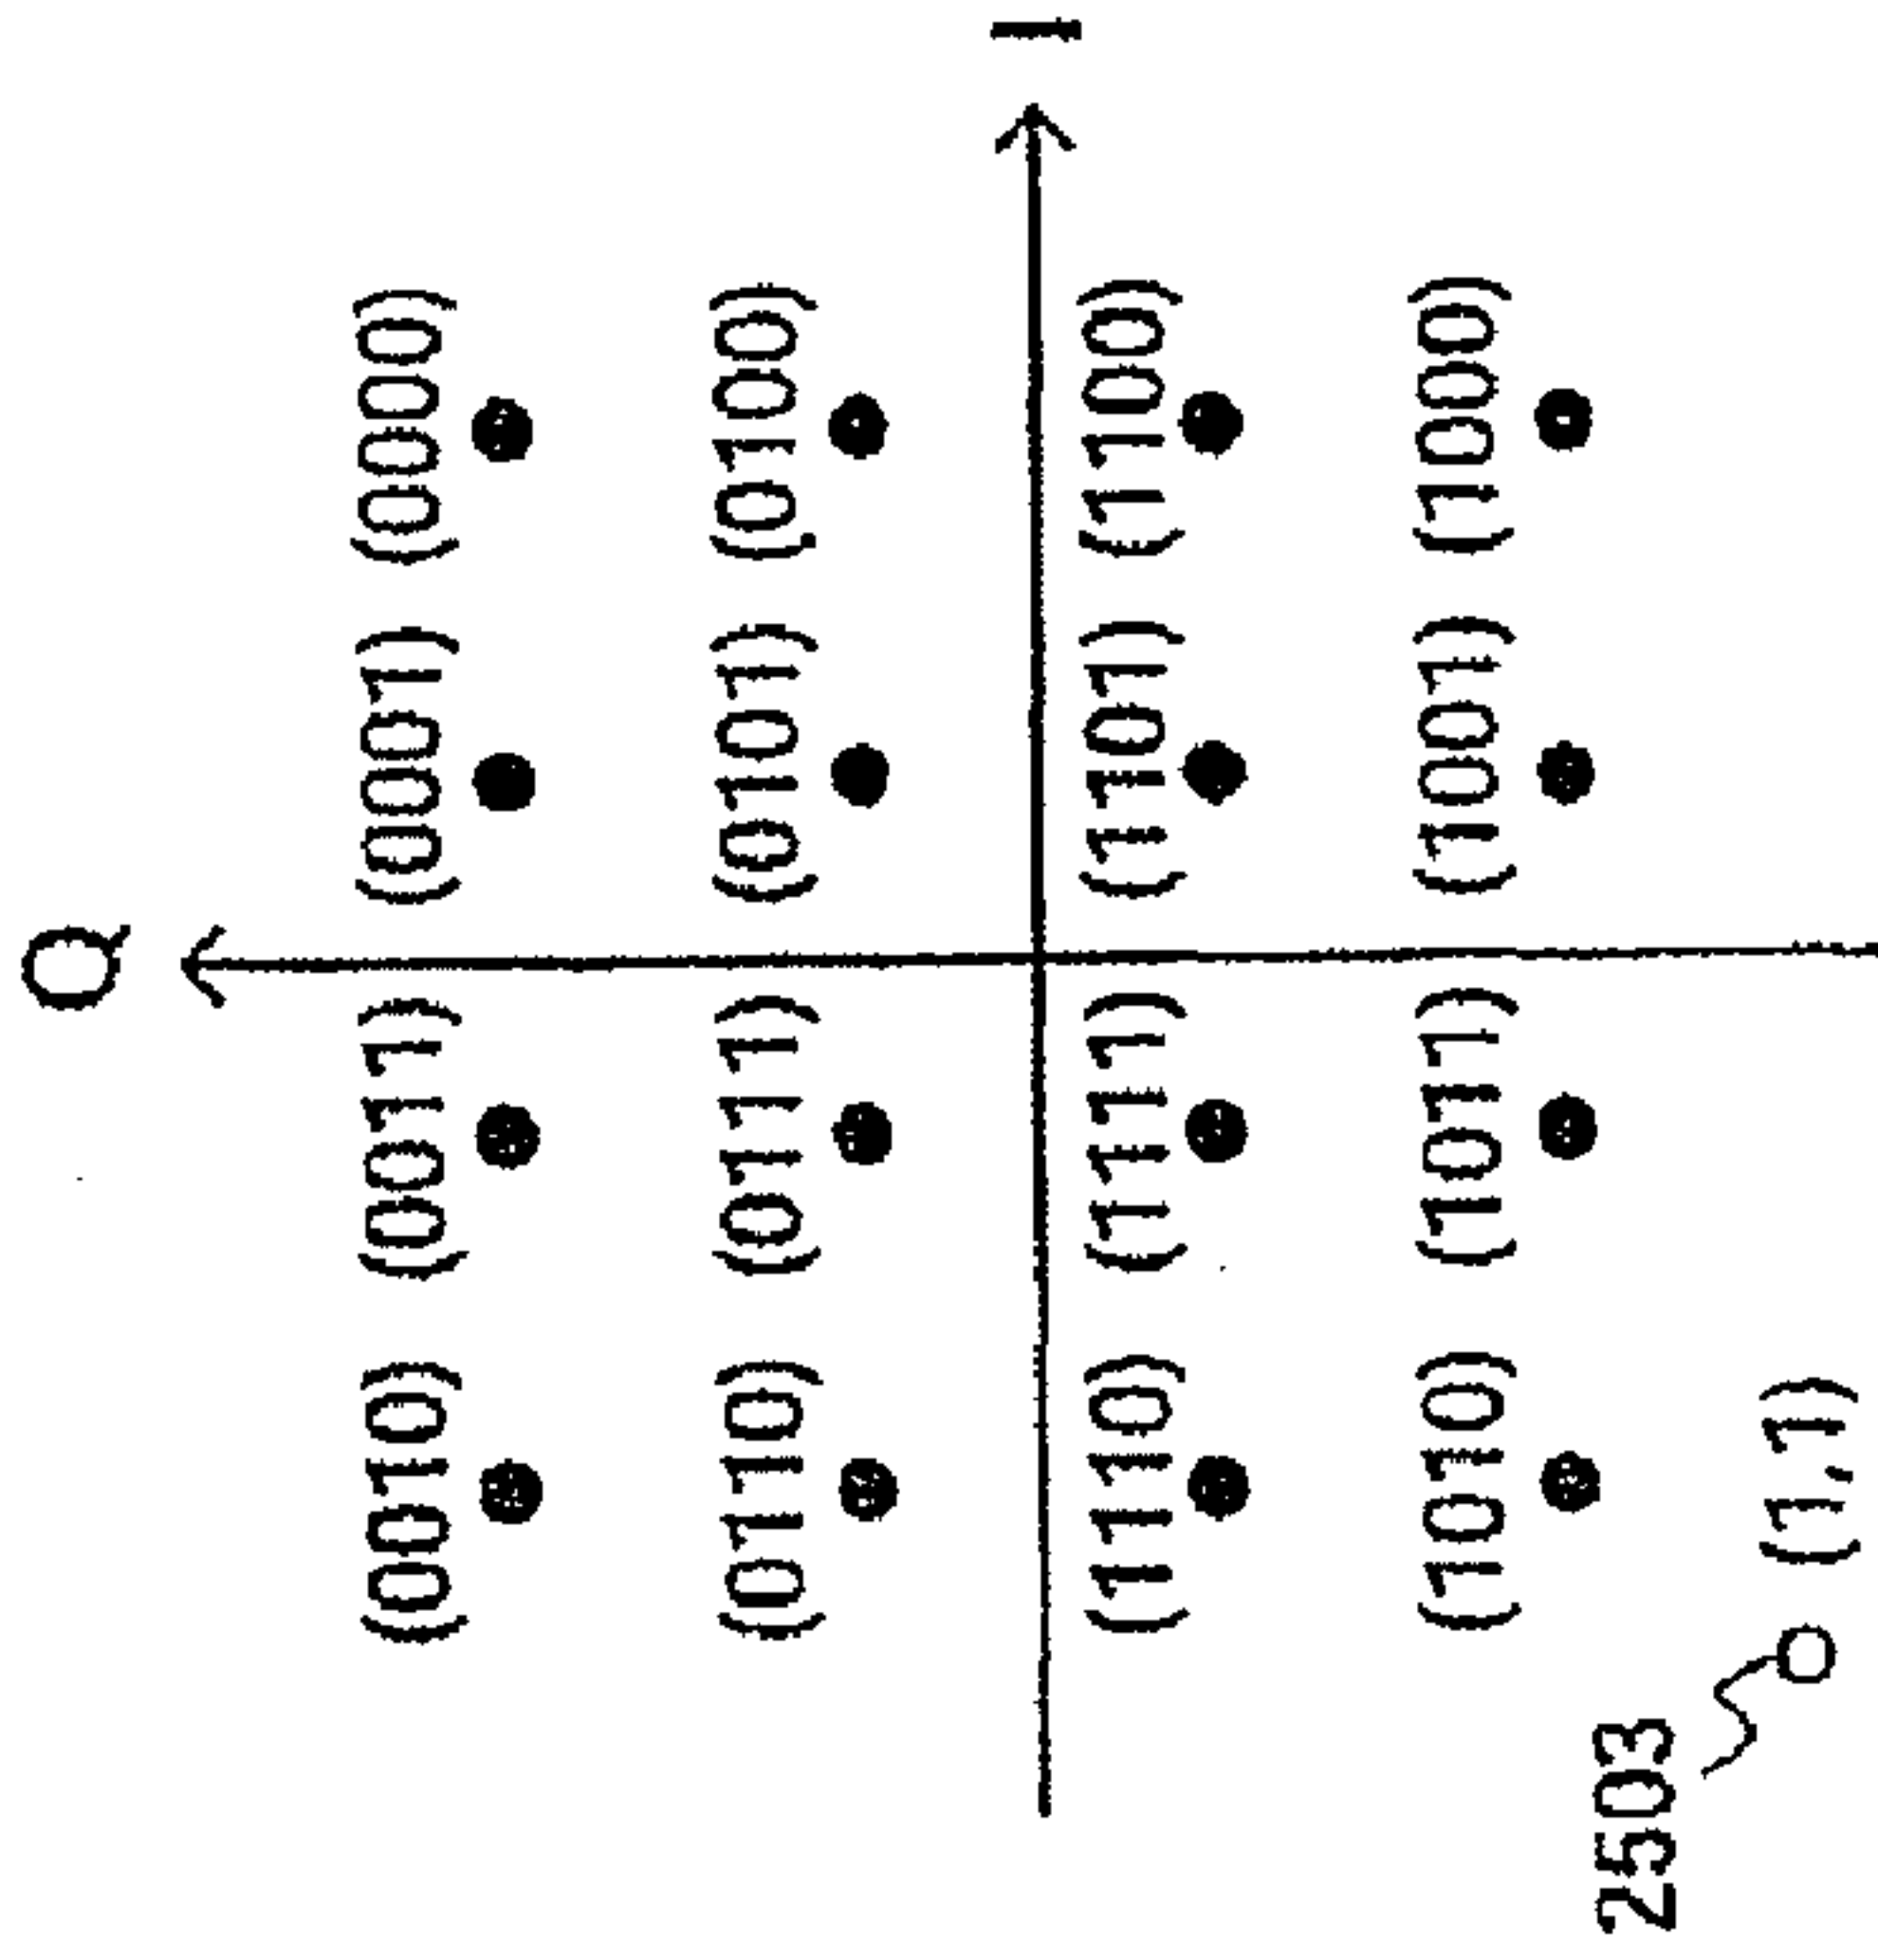 Q
(0010) (0011) (0001) (0000)
(0110) (0111) (0101) (0100)
I
(1110) (1111) (1101) (1100)
(1010) (1011) (1001) (1000)
2503
(1,1)